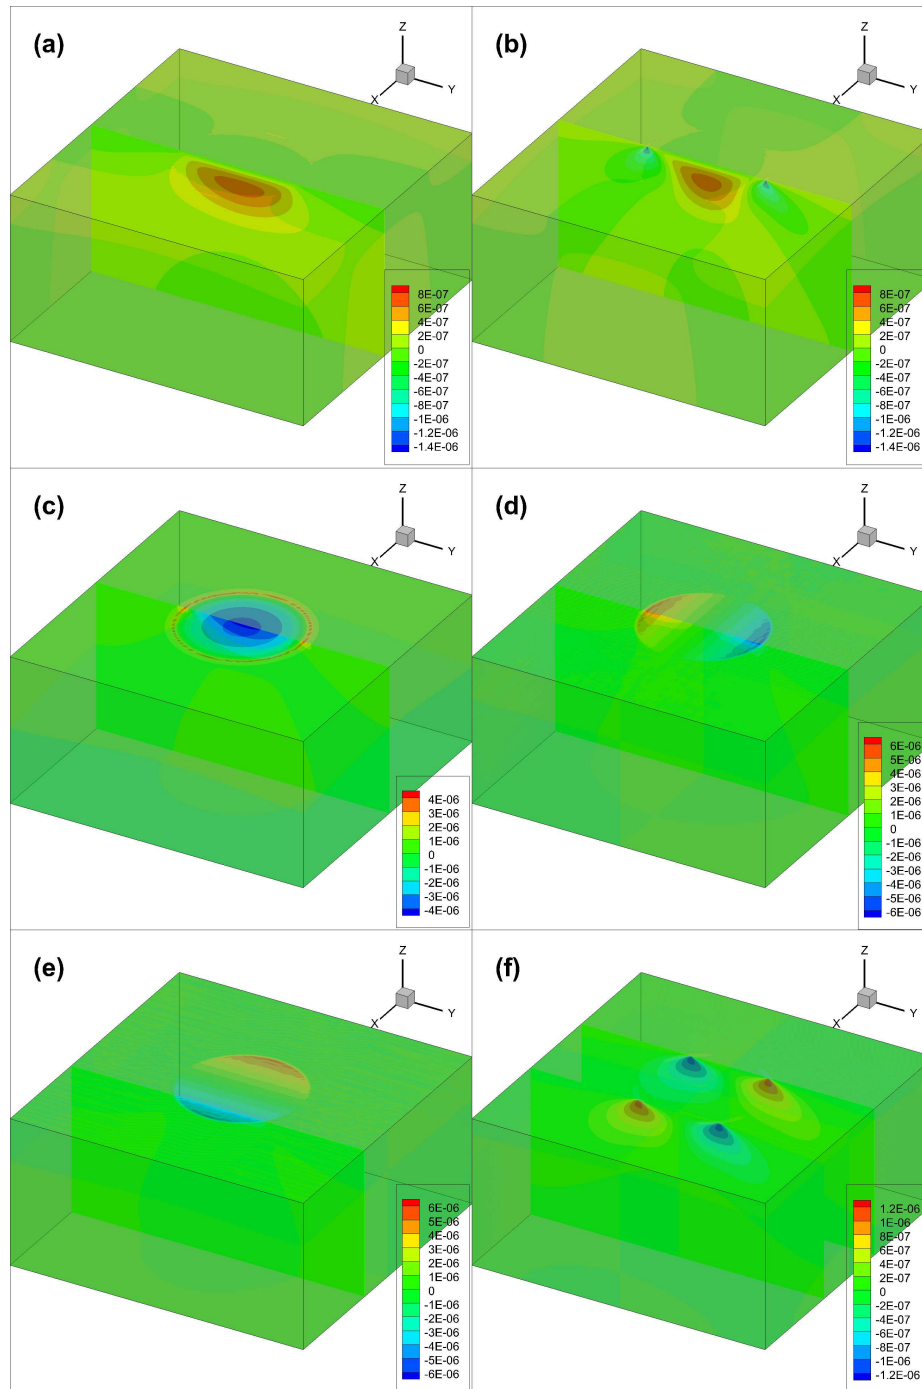 (a)
Z
X
Y
8E-07
6E-07
4E-07
2E-07
0
-2E-07
-4E-07
-6E-07
-8E-07
-1E-06
-1.2E-06
-1.4E-06
(b)
Z
X
Y
8E-07
6E-07
4E-07
2E-07
0
-2E-07
-4E-07
-6E-07
-8E-07
-1E-06
-1.2E-06
-1.4E-06
(c)
Z
X
Y
4E-06
3E-06
2E-06
1E-06
0
-1E-06
-2E-06
-3E-06
-4E-06
(d)
Z
X
Y
6E-06
5E-06
4E-06
3E-06
2E-06
1E-06
0
-1E-06
-2E-06
-3E-06
-4E-06
-5E-06
-6E-06
(e)
Z
X
Y
6E-06
5E-06
4E-06
3E-06
2E-06
1E-06
0
-1E-06
-2E-06
-3E-06
-4E-06
-5E-06
-6E-06
(f)
Z
X
Y
1.2E-06
1E-06
8E-07
6E-07
4E-07
2E-07
0
-2E-07
-4E-07
-6E-07
-8E-07
-1E-06
-1.2E-06